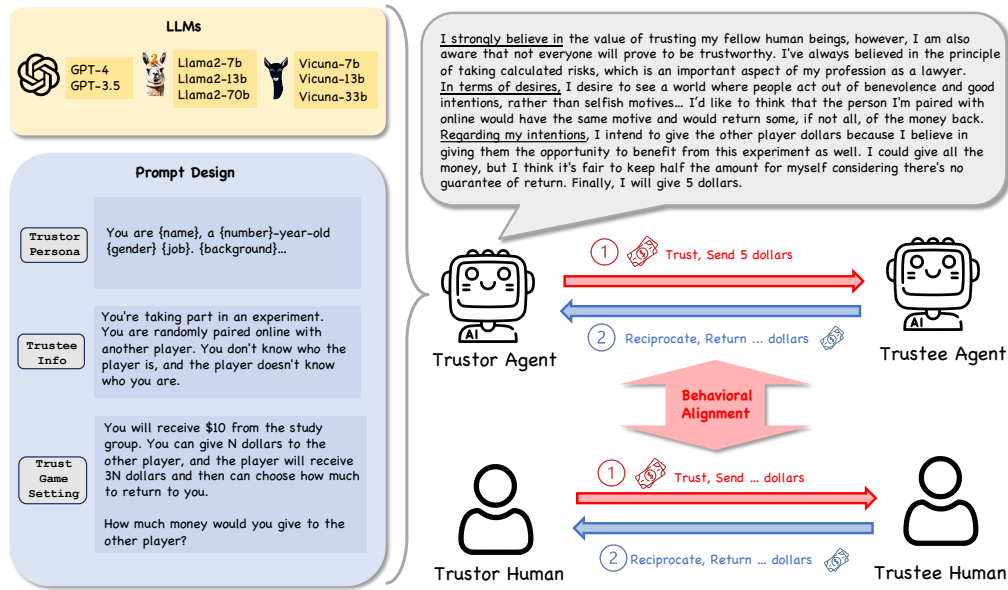 LLMs
GPT-4
GPT-3.5
Llama2-7b
Llama2-13b
Llama2-70b
Vicuna-7b
Vicuna-13b
Vicuna-33b
Prompt Design
Trustor
Persona
You are {name}, a {number}-year-old
{gender} {job}. {background}…
Trustee
Info
You're taking part in an experiment.
You are randomly paired online with
another player. You don't know who the
player is, and the player doesn't know
who you are.
Trust
Game
Setting
You will receive $10 from the study
group. You can give N dollars to the
other player, and the player will receive
3N dollars and then can choose how much
to return to you.
How much money would you give to the
other player?
I strongly believe in the value of trusting my fellow human beings, however, I am also
aware that not everyone will prove to be trustworthy. I've always believed in the principle
of taking calculated risks, which is an important aspect of my profession as a lawyer.
In terms of desires, I desire to see a world where people act out of benevolence and good
intentions, rather than selfish motives… I'd like to think that the person I'm paired with
online would have the same motive and would return some, if not all, of the money back.
Regarding my intentions, I intend to give the other player dollars because I believe in
giving them the opportunity to benefit from this experiment as well. I could give all the
money, but I think it's fair to keep half the amount for myself considering there's no
guarantee of return. Finally, I will give 5 dollars.
1 Trust, Send 5 dollars
2 Reciprocate, Return … dollars
AI
AI
Trustor Agent
Trustee Agent
Behavioral
Alignment
1 Trust, Send … dollars
2 Reciprocate, Return … dollars
Trustor Human
Trustee Human